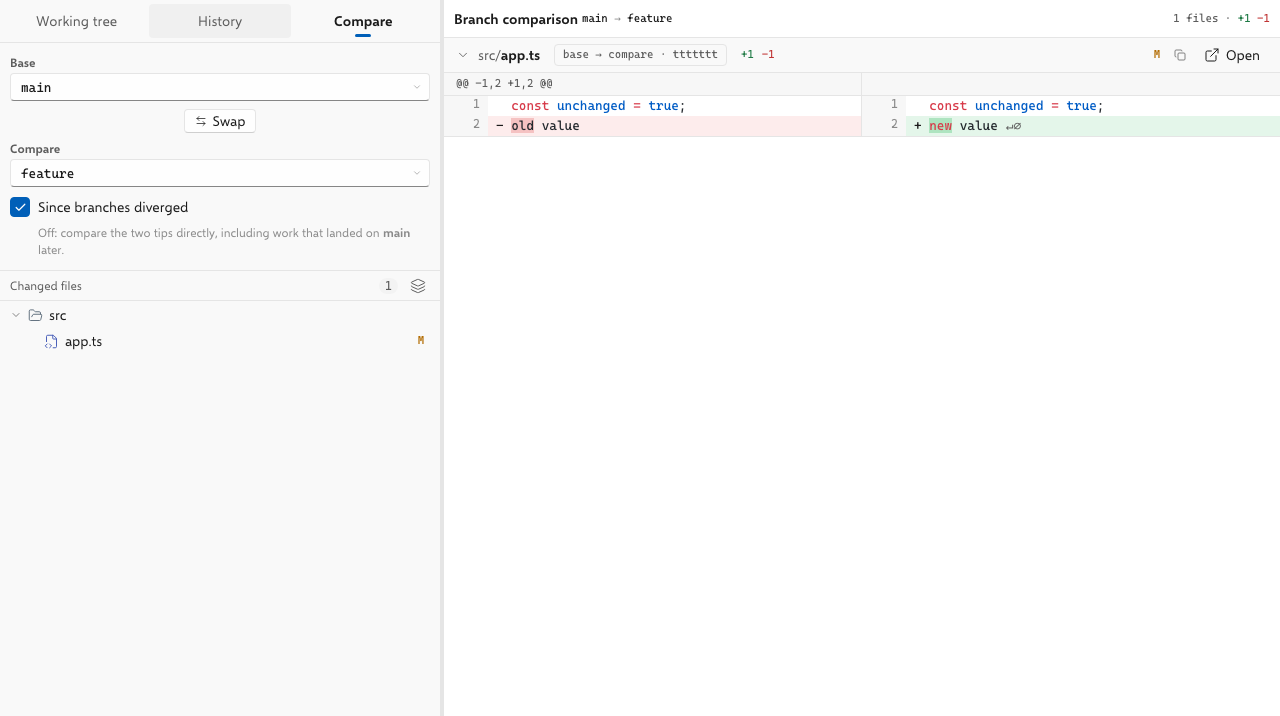 Working tree
History
Compare
Base
main
Swap
Compare
feature
Since branches diverged
Off: compare the two tips directly, including work that landed on main
later.
Changed files 1
src
app.ts M
Branch comparison main → feature 1 files · +1 −1
src/app.ts base → compare · ttttttt +1 −1 M Open
@@ −1,2 +1,2 @@
1 const unchanged = true;
2 − old value
1 const unchanged = true;
2 + new value ↵⌀